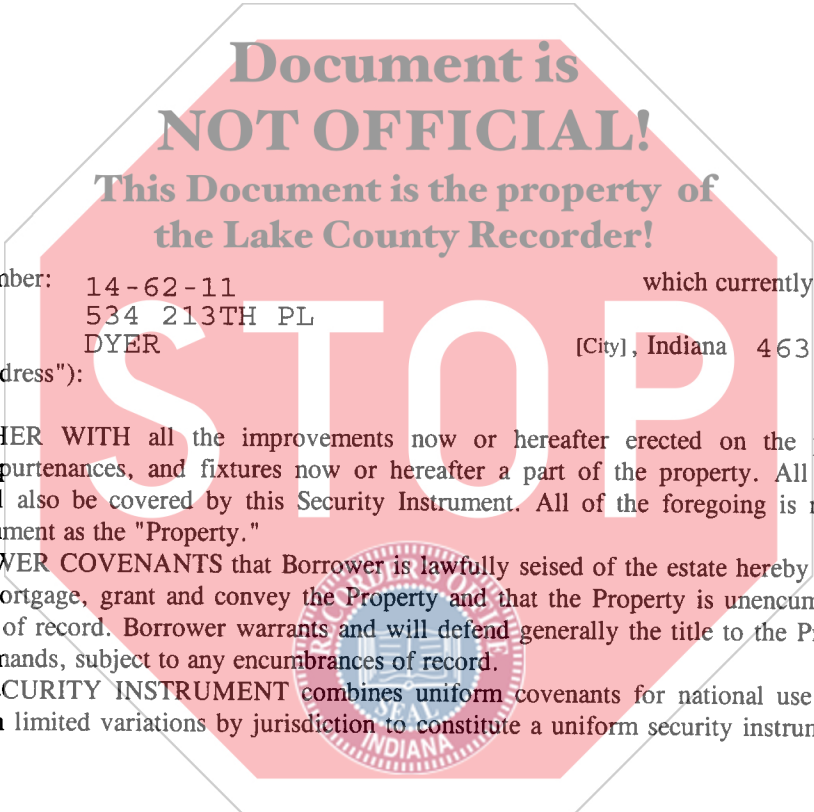 Document is
NOT OFFICIAL!
This Document is the property of
the Lake County Recorder!
nber: 14-62-11 which currently
534 213TH PL
DYER [City], Indiana 463
dress"):
STOP
HER WITH all the improvements now or hereafter erected on the
purtenances, and fixtures now or hereafter a part of the property. All
l also be covered by this Security Instrument. All of the foregoing is
ument as the "Property."
WER COVENANTS that Borrower is lawfully seised of the estate hereby
ortgage, grant and convey the Property and that the Property is unencum
of record. Borrower warrants and will defend generally the title to the Pr
mands, subject to any encumbrances of record.
CURITY INSTRUMENT combines uniform covenants for national use
limited variations by jurisdiction to constitute a uniform security instrum
RECORDER'S OFFICE
SEAL
INDIANA